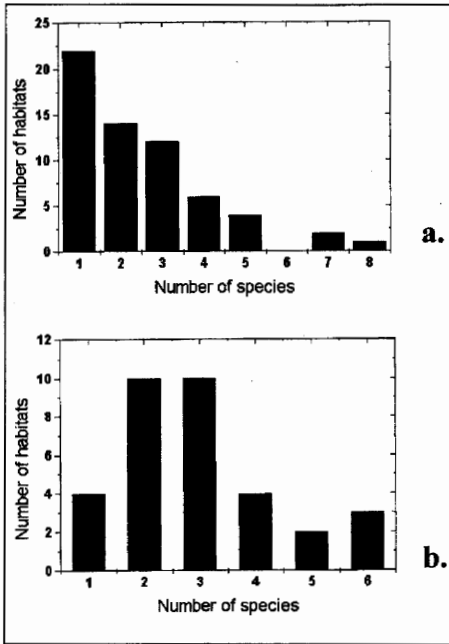 25
20
15
10
5
0
Number of habitats
1 2 3 4 5 6 7 8
Number of species
a.
12
10
8
6
4
2
0
Number of habitats
1 2 3 4 5 6
Number of species
b.